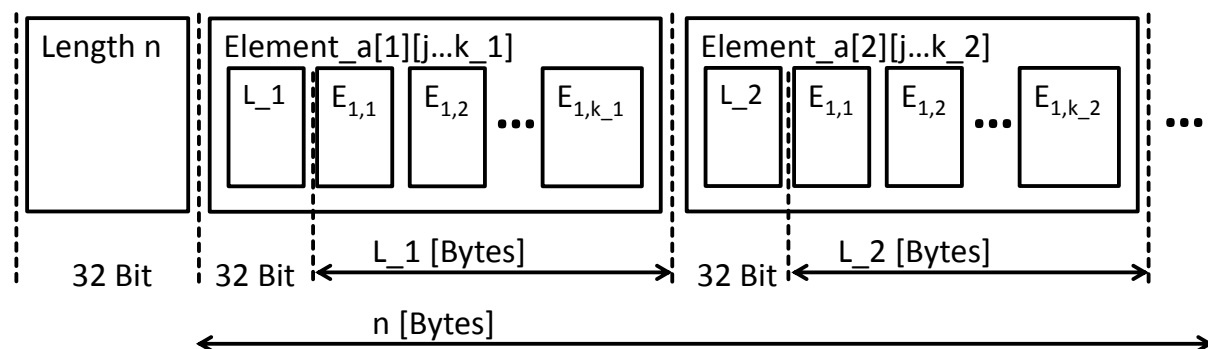 Length n
Element_a[1][j...k_1]
L_1
E1,1
E1,2
...
E1,k_1
Element_a[2][j...k_2]
L_2
E1,1
E1,2
...
E1,k_2
...
32 Bit
32 Bit
L_1 [Bytes]
32 Bit
L_2 [Bytes]
n [Bytes]